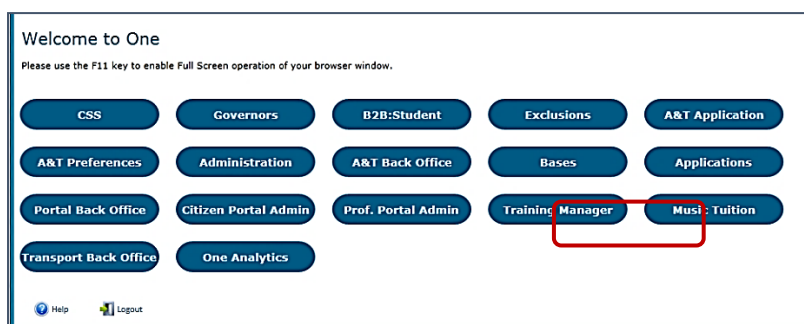 Welcome to One
Please use the F11 key to enable Full Screen operation of your browser window.
CSS Governors B2B:Student Exclusions A&T Application
A&T Preferences Administration A&T Back Office Bases Applications
Portal Back Office Citizen Portal Admin Prof. Portal Admin Training Manager Music Tuition
Transport Back Office One Analytics
Help Logout